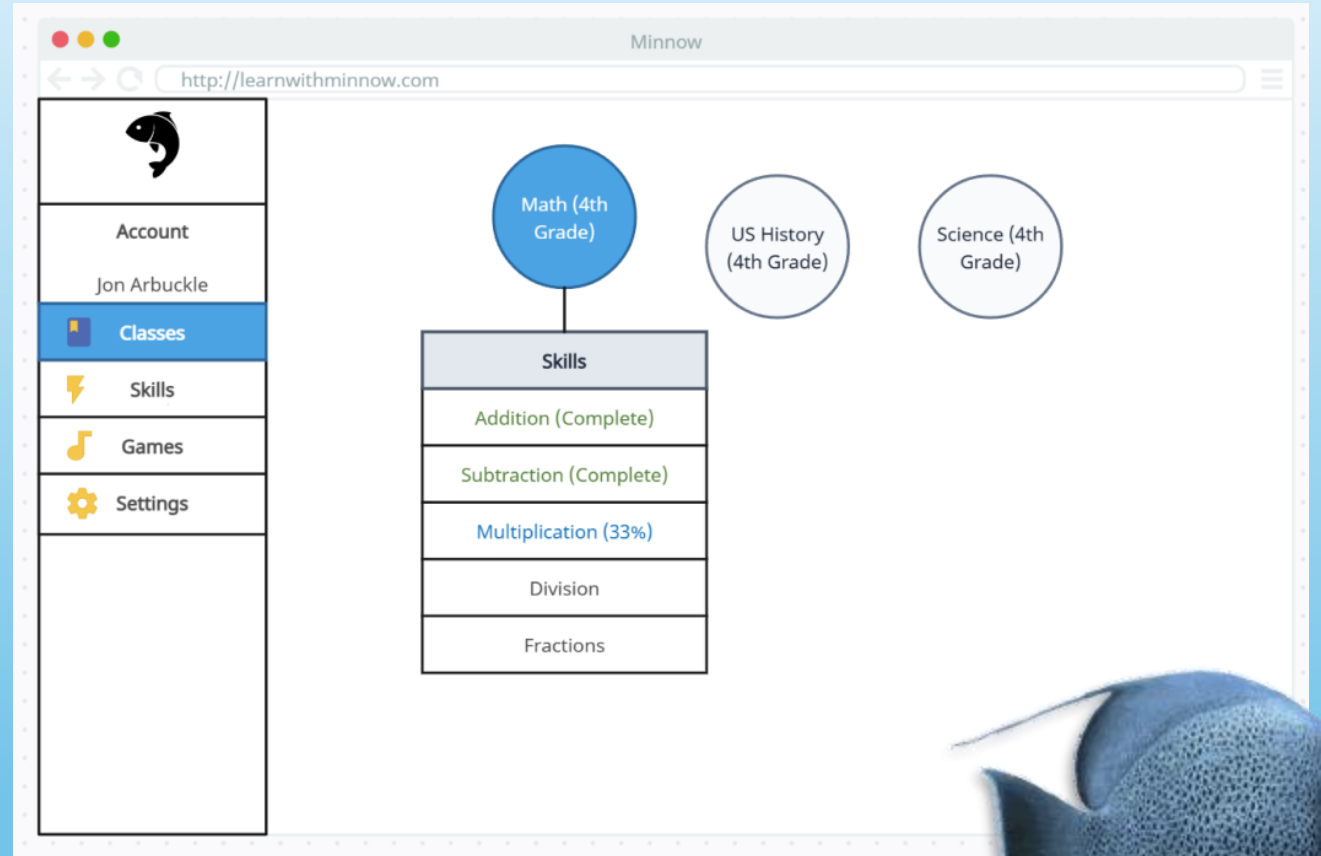 Minnow
http://learnwithminnow.com
Account
Jon Arbuckle
Classes
Skills
Games
Settings
Math (4th
Grade)
US History
(4th Grade)
Science (4th
Grade)
Skills
Addition (Complete)
Subtraction (Complete)
Multiplication (33%)
Division
Fractions